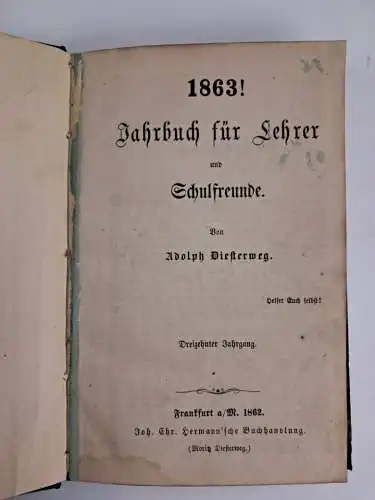 1863!
Jahrbuch für Lehrer
und
Schulfreunde.
Von
Adolph Diesterweg.
Helfet Euch selbst!
Dreizehnter Jahrgang.
Frankfurt a/M. 1862.
Joh. Chr. Hermann'sche Buchhandlung.
(Moritz Diesterweg.)